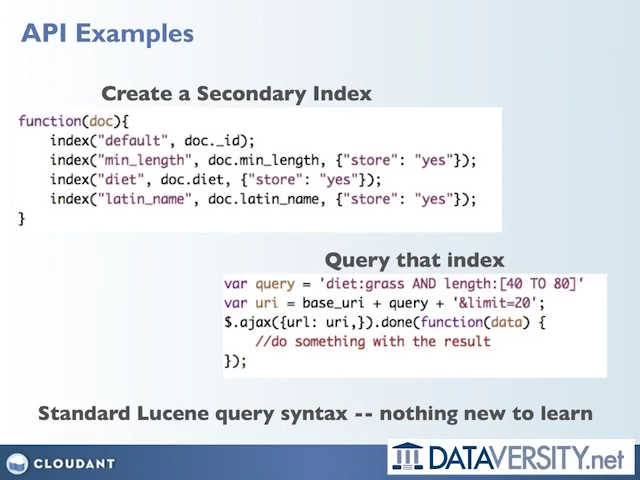 API Examples
Create a Secondary Index
function(doc){
    index("default", doc._id);
    index("min_length", doc.min_length, {"store": "yes"});
    index("diet", doc.diet, {"store": "yes"});
    index("latin_name", doc.latin_name, {"store": "yes"});
}
Query that index
var query = 'diet:grass AND length:[40 TO 80]'
var uri = base_uri + query + '&limit=20';
$.ajax({url: uri,}).done(function(data) {
    //do something with the result
});
Standard Lucene query syntax -- nothing new to learn
CLOUDANT
DATAVERSITY.net